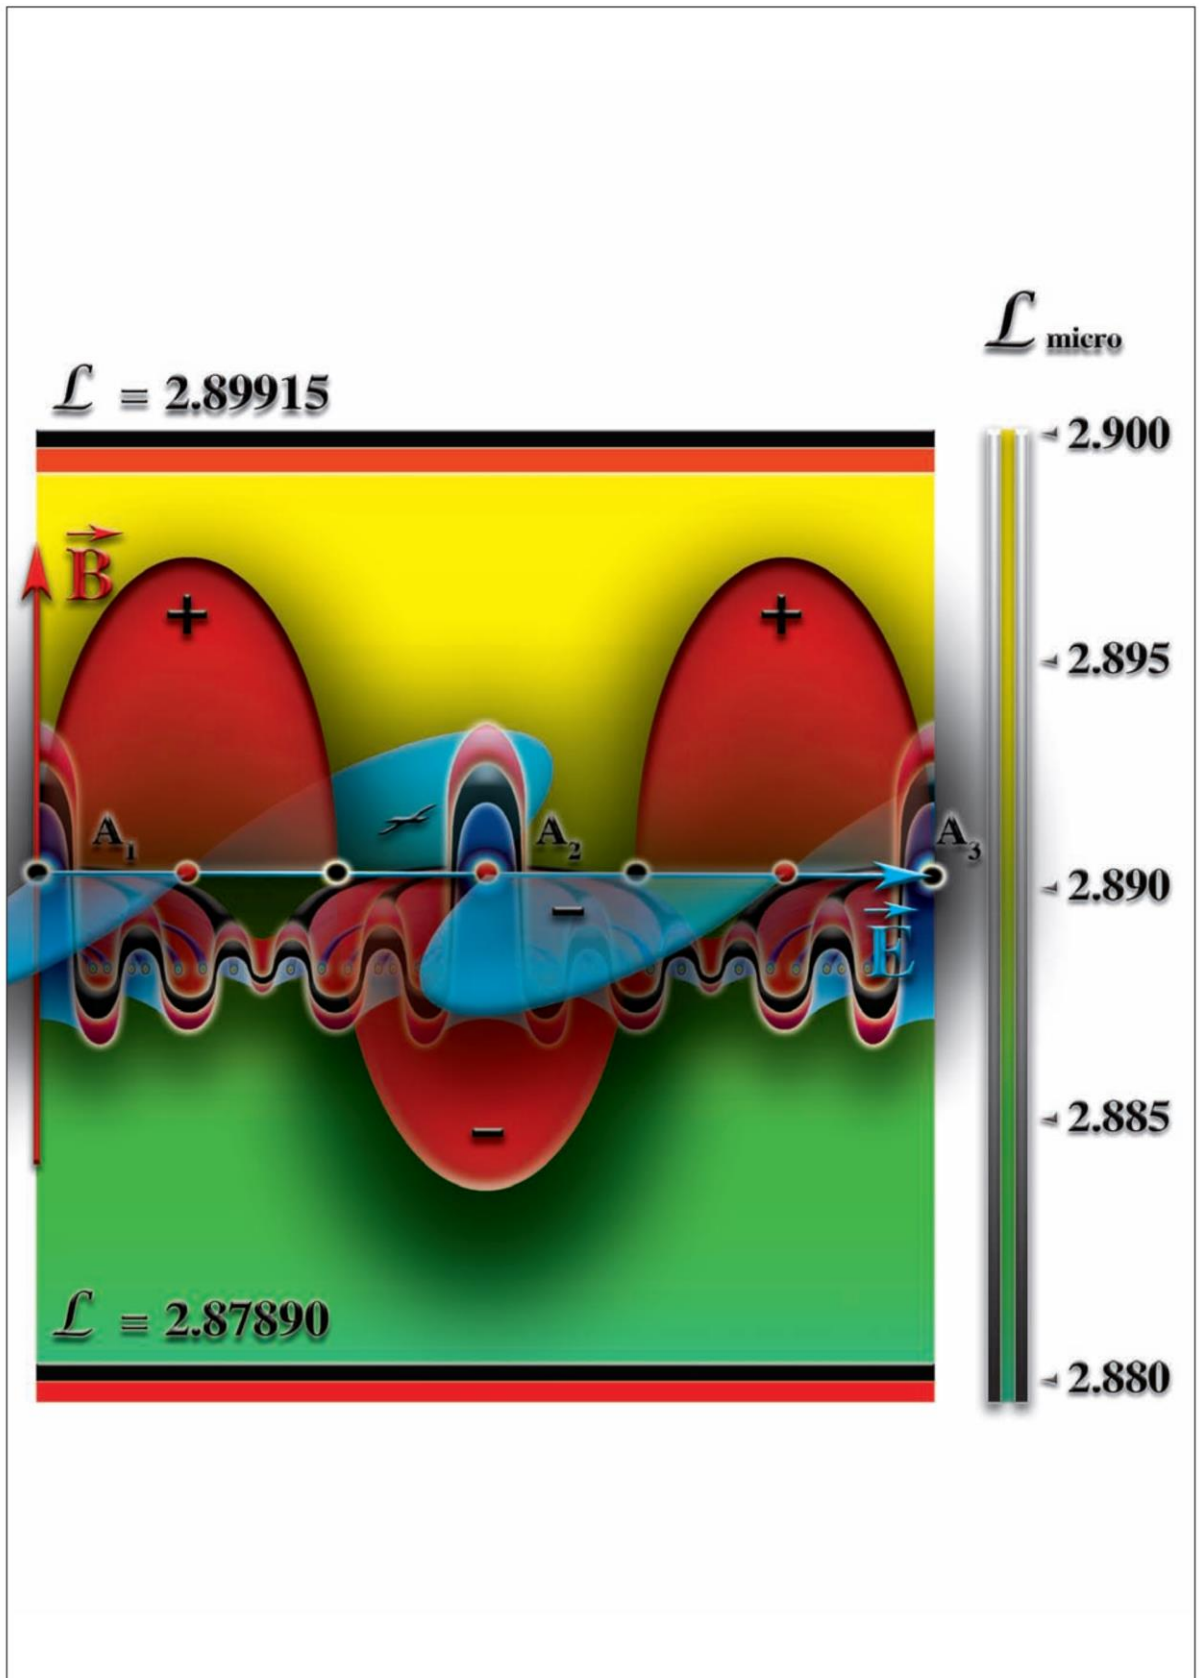 ℒ micro
ℒ = 2.89915
2.900
B
+ +
2.895
A₁ A₂ A₃
2.890
−
E
2.885
−
ℒ = 2.87890
2.880